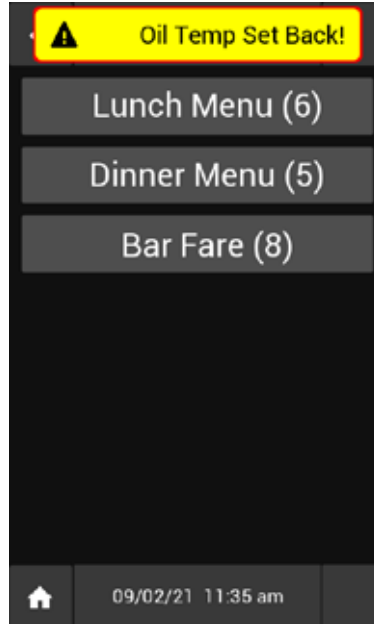 Oil Temp Set Back!
Lunch Menu (6)
Dinner Menu (5)
Bar Fare (8)
09/02/21 11:35 am